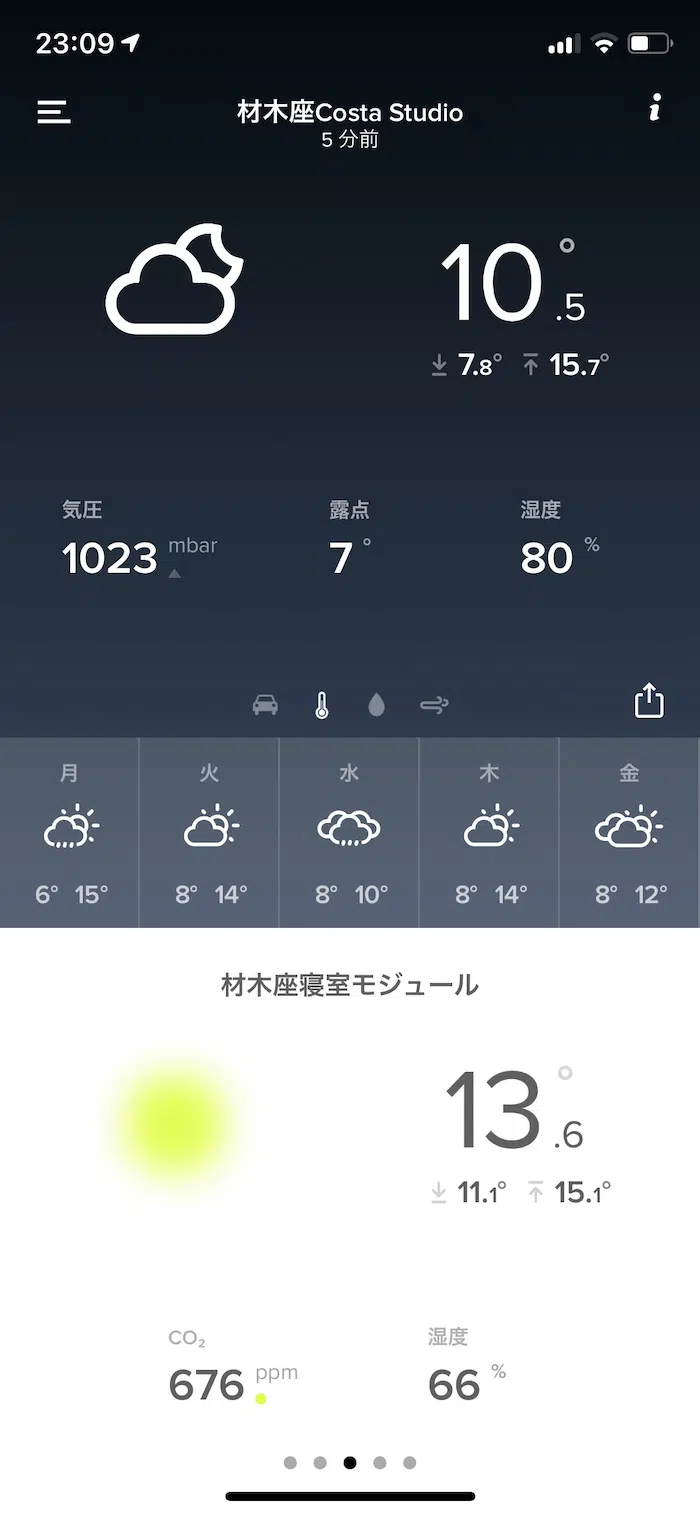 23:09
材木座Costa Studio
5 分前
10.5°
7.8° 15.7°
気圧 露点 湿度
1023 mbar 7° 80 %
月 火 水 木 金
6° 15° 8° 14° 8° 10° 8° 14° 8° 12°
材木座寝室モジュール
13.6°
11.1° 15.1°
CO₂ 湿度
676 ppm 66 %